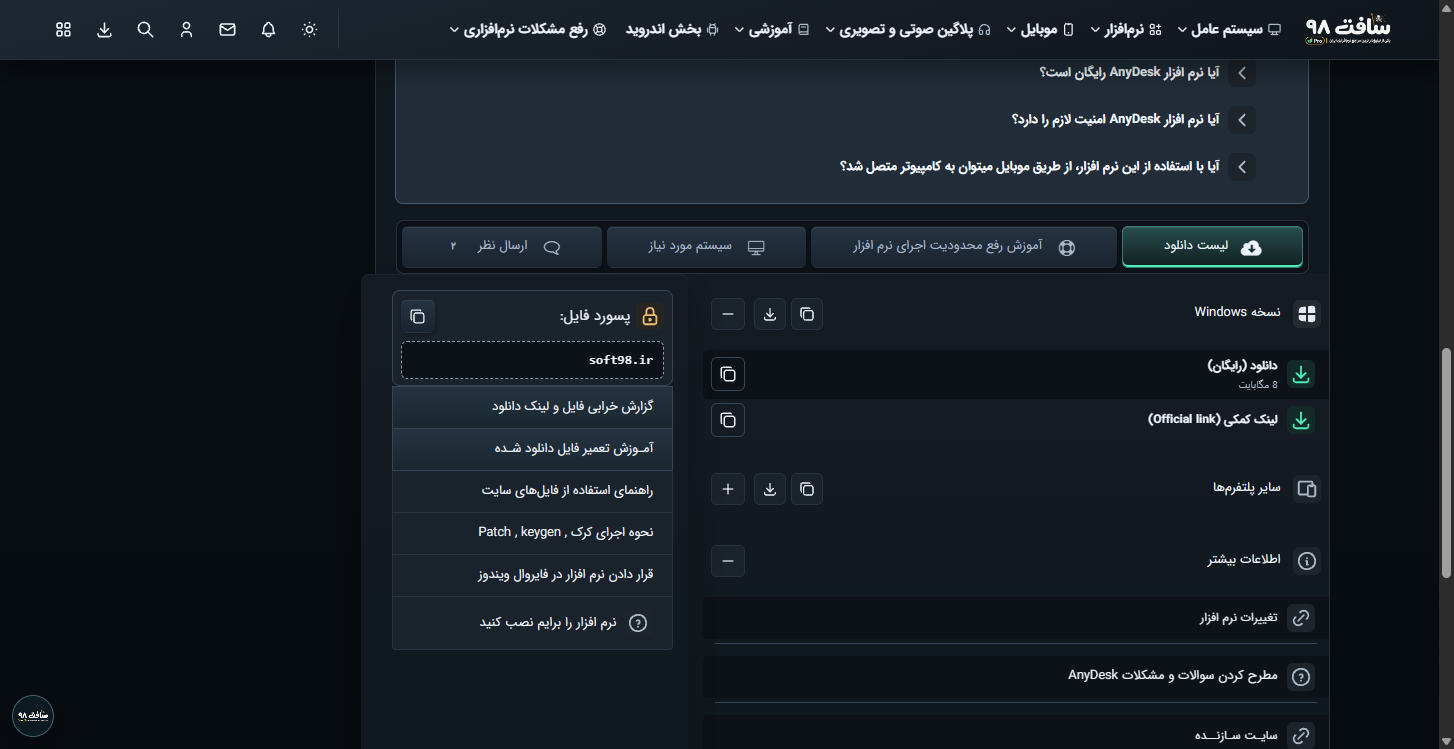 سافت ۹۸
Pro
سیستم عامل
نرم‌افزار
موبایل
پلاگین صوتی و تصویری
آموزشی
بخش اندروید
رفع مشکلات نرم‌افزاری
آیا نرم افزار AnyDesk رایگان است؟
آیا نرم افزار AnyDesk امنیت لازم را دارد؟
آیا با استفاده از این نرم افزار، از طریق موبایل میتوان به کامپیوتر متصل شد؟
لیست دانلود
آموزش رفع محدودیت اجرای نرم افزار
سیستم مورد نیاز
ارسال نظر ۲
نسخه Windows
دانلود (رایگان)
8 مگابایت
لینک کمکی (Official link)
سایر پلتفرم‌ها
اطلاعات بیشتر
تغییرات نرم افزار
مطرح کردن سوالات و مشکلات AnyDesk
سایـت سـازنــده
پسورد فایل:
soft98.ir
گزارش خرابی فایل و لینک دانلود
آمـوزش تعمیر فایل دانلود شـده
راهنمای استفاده از فایل‌های سایت
نحوه اجرای کرک , Patch , keygen
قرار دادن نرم افزار در فایروال ویندوز
نرم افزار را برایم نصب کنید
سافت ۹۸